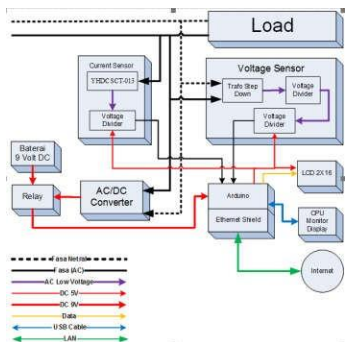 Load
Current Sensor
YHDCSCT-013
Voltage
Divider
Voltage Sensor
Trafo Step
Down
Voltage
Divider
Voltage
Divider
Baterai
9 Volt DC
Relay
AC/DC
Converter
Arduino
Ethernet Shield
LCD 2X16
CPU
Monitor
Display
Internet
Fasa Netral
Fasa (AC)
AC Low Voltage
DC 5V
DC 9V
Data
USB Cable
LAN